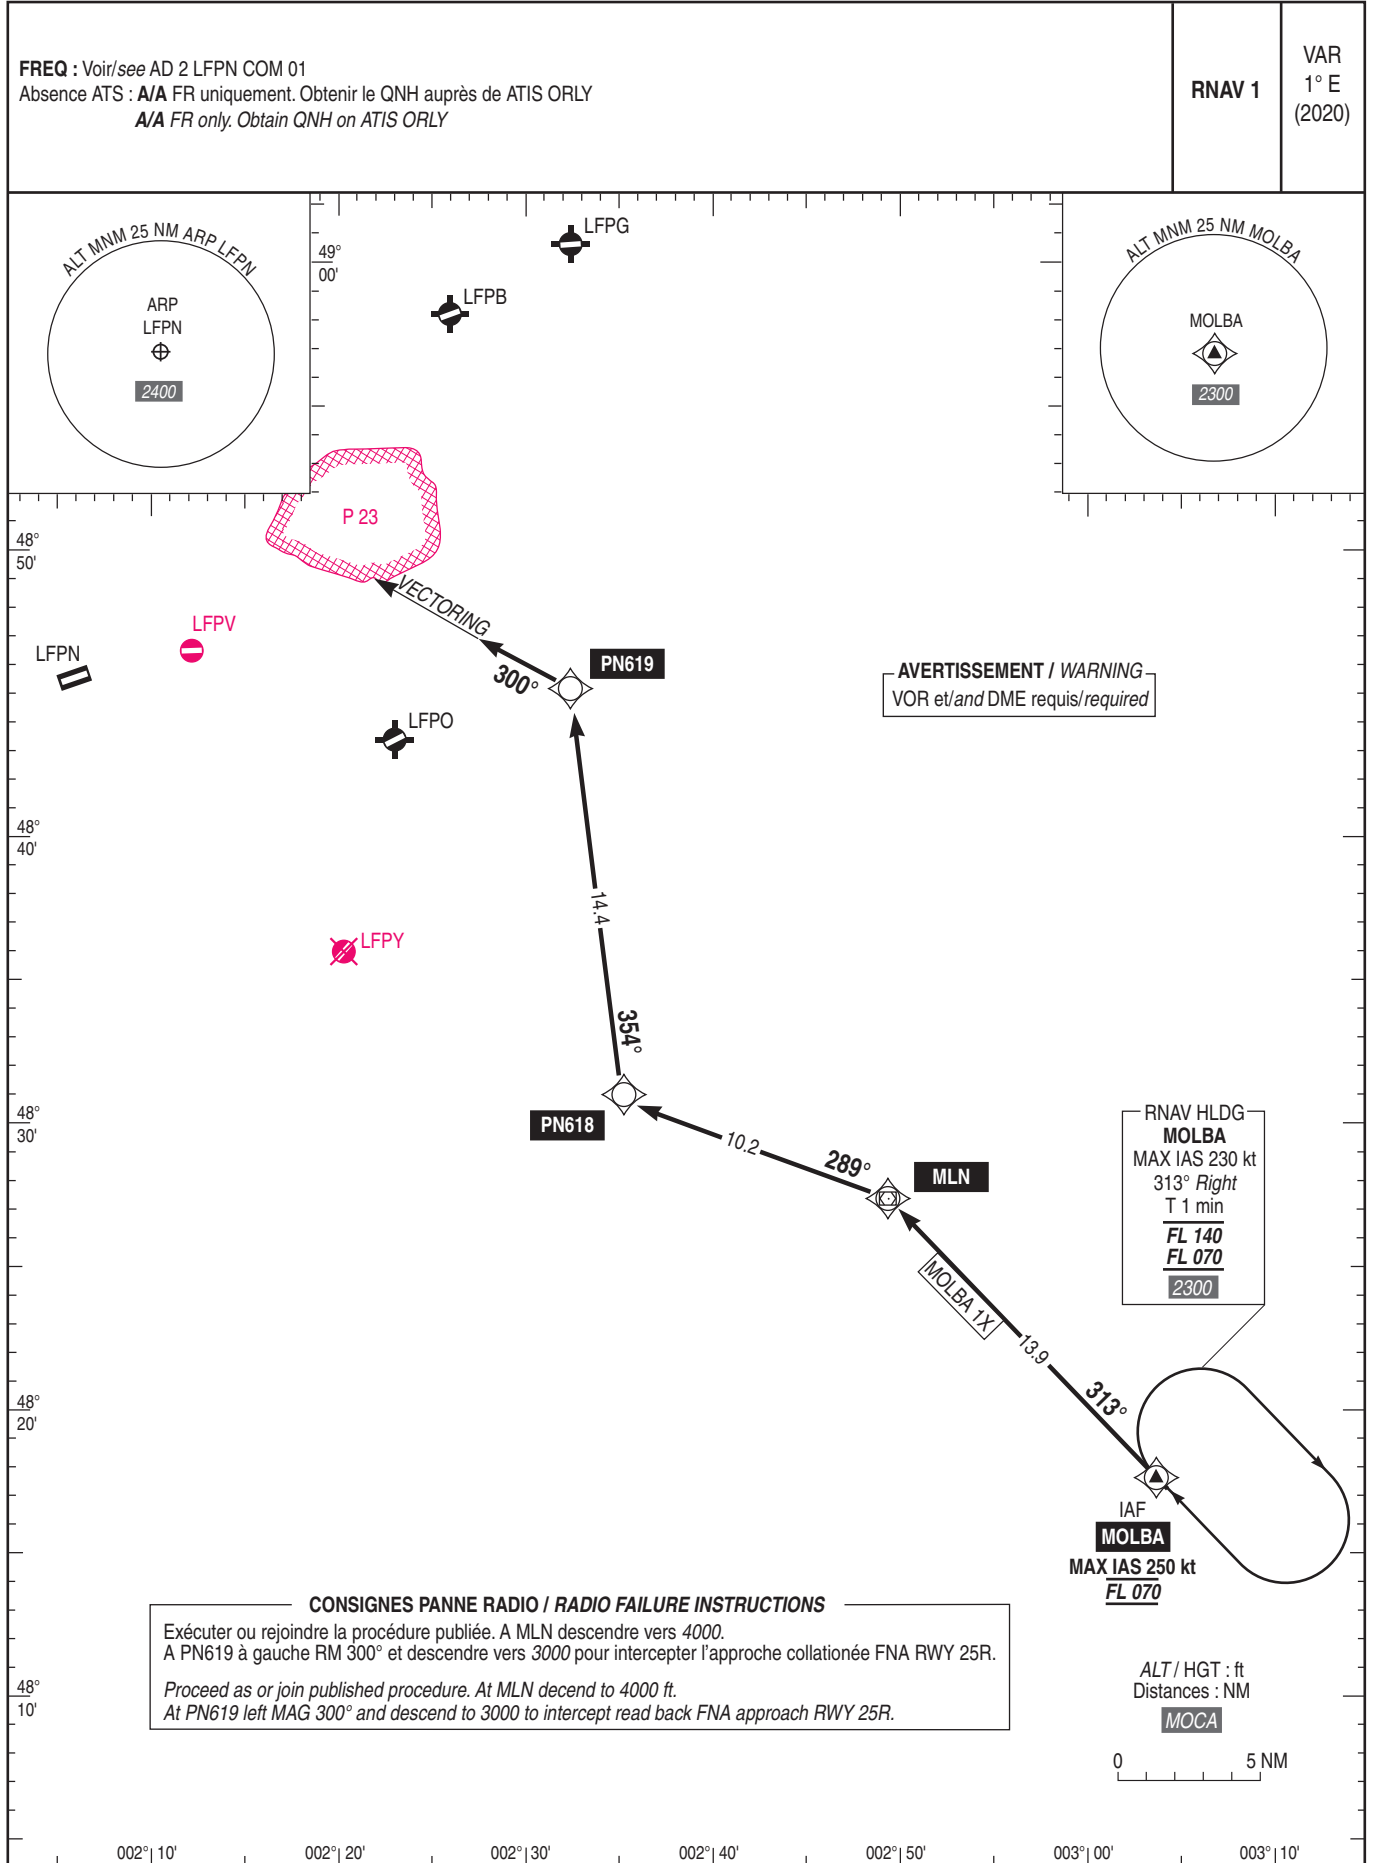 FREQ : Voir/see AD 2 LFPN COM 01
Absence ATS : A/A FR uniquement. Obtenir le QNH auprès de ATIS ORLY
A/A FR only. Obtain QNH on ATIS ORLY
RNAV 1
VAR
1° E
(2020)
ALT MNM 25 NM ARP LFPN
ARP
LFPN
2400
49°
00'
LFPG
LFPB
ALT MNM 25 NM MOLBA
MOLBA
2300
P 23
48°
50'
VECTORING
LFPV
LFPN
300°
PN619
AVERTISSEMENT / WARNING
VOR et/and DME requis/required
LFPO
48°
40'
14.4
LFPY
354°
48°
30'
PN618
10.2
289°
MLN
RNAV HLDG
MOLBA
MAX IAS 230 kt
313° Right
T 1 min
FL 140
FL 070
2300
MOLBA 1X
13.9
313°
48°
20'
IAF
MOLBA
MAX IAS 250 kt
FL 070
CONSIGNES PANNE RADIO / RADIO FAILURE INSTRUCTIONS
Exécuter ou rejoindre la procédure publiée. A MLN descendre vers 4000.
A PN619 à gauche RM 300° et descendre vers 3000 pour intercepter l'approche collationée FNA RWY 25R.
Proceed as or join published procedure. At MLN decend to 4000 ft.
At PN619 left MAG 300° and descend to 3000 to intercept read back FNA approach RWY 25R.
48°
10'
ALT / HGT : ft
Distances : NM
MOCA
0 5 NM
002° 10' 002° 20' 002° 30' 002° 40' 002° 50' 003° 00' 003° 10'